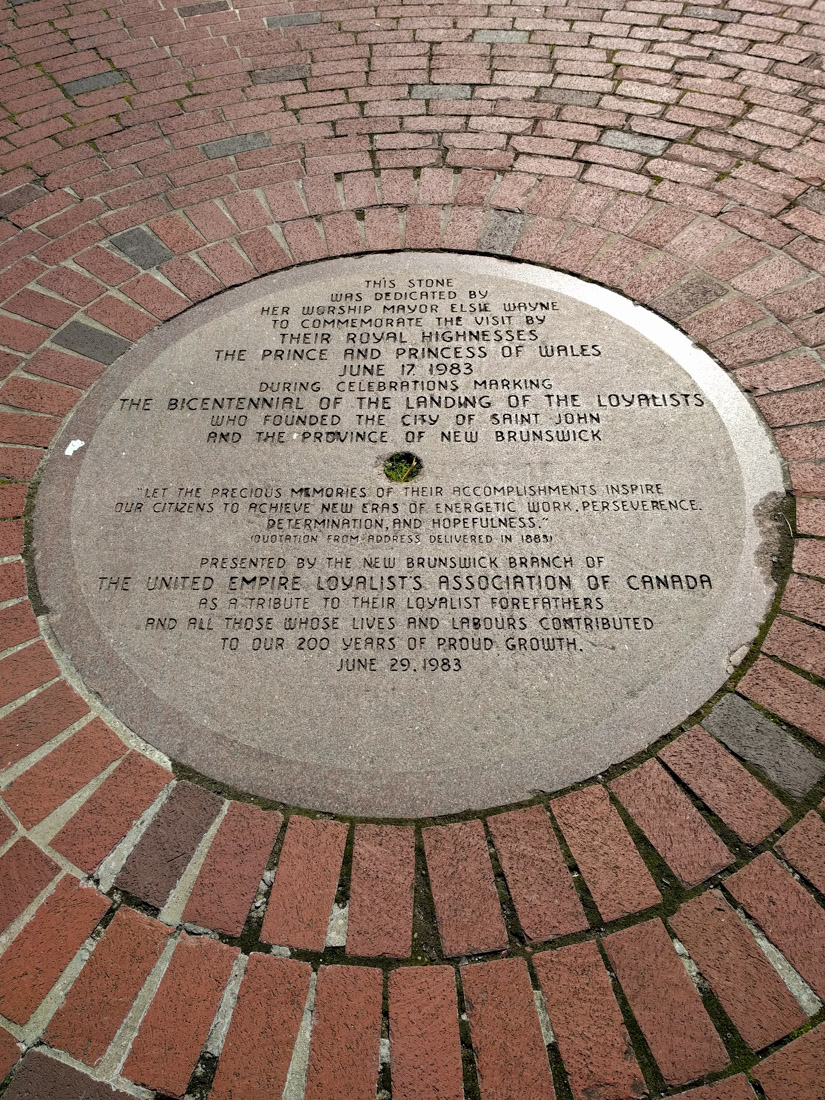 THIS STONE
WAS DEDICATED BY
HER WORSHIP MAYOR ELSIE WAYNE
TO COMMEMORATE THE VISIT BY
THEIR ROYAL HIGHNESSES
THE PRINCE AND PRINCESS OF WALES
JUNE 17, 1983
DURING CELEBRATIONS MARKING
THE BICENTENNIAL OF THE LANDING OF THE LOYALISTS
WHO FOUNDED THE CITY OF SAINT JOHN
AND THE PROVINCE OF NEW BRUNSWICK
"LET THE PRECIOUS MEMORIES OF THEIR ACCOMPLISHMENTS INSPIRE
OUR CITIZENS TO ACHIEVE NEW ERAS OF ENERGETIC WORK, PERSEVERENCE.
DETERMINATION, AND HOPEFULNESS."
(QUOTATION FROM ADDRESS DELIVERED IN 1883)
PRESENTED BY THE NEW BRUNSWICK BRANCH OF
THE UNITED EMPIRE LOYALIST'S ASSOCIATION OF CANADA
AS A TRIBUTE TO THEIR LOYALIST FOREFATHERS
AND ALL THOSE WHOSE LIVES AND LABOURS CONTRIBUTED
TO OUR 200 YEARS OF PROUD GROWTH.
JUNE 29, 1983